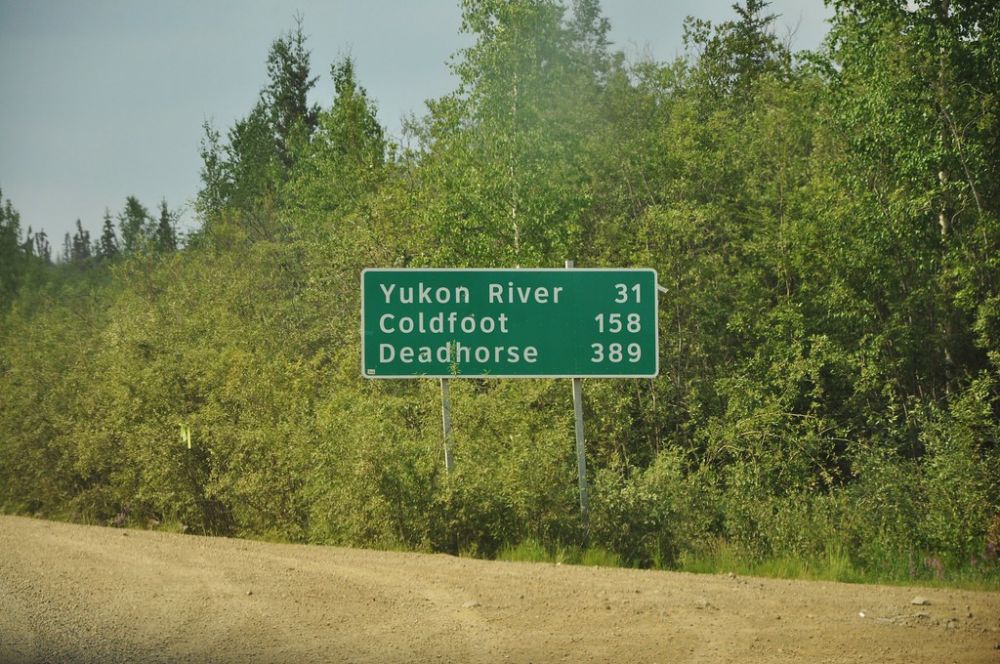 Yukon River 31
Coldfoot 158
Deadhorse 389